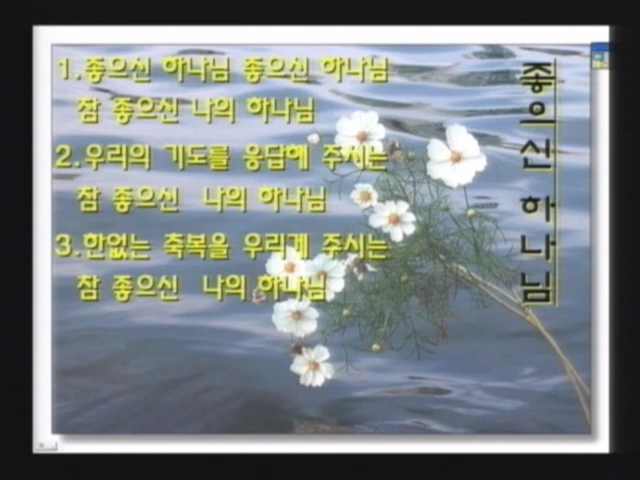 1.좋으신 하나님 좋으신 하나님
참 좋으신 나의 하나님
2.우리의 기도를 응답해 주시는
참 좋으신 나의 하나님
3.한없는 축복을 우리게 주시는
참 좋으신 나의 하나님
좋으신 하나님